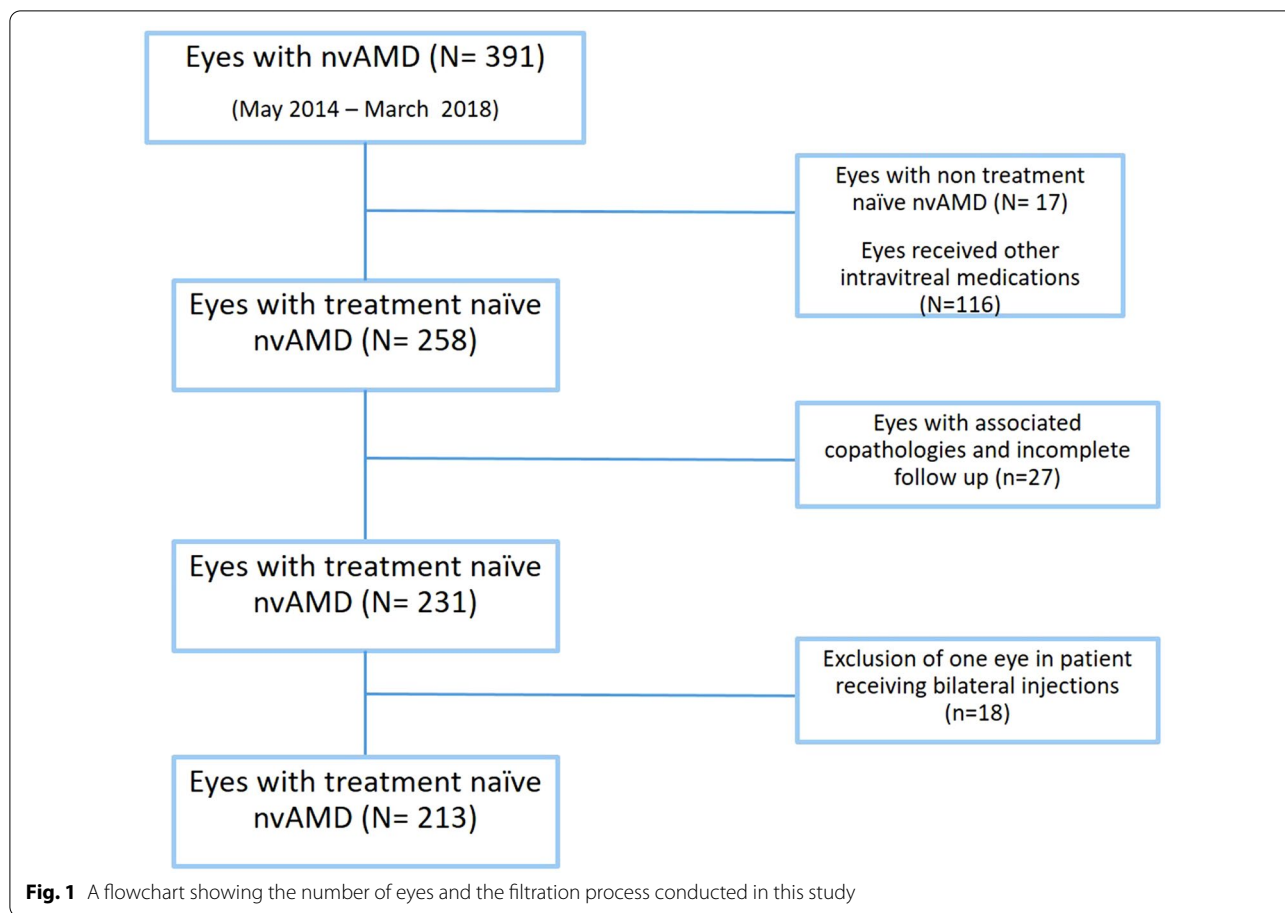 Eyes with nvAMD (N= 391)
(May 2014 – March 2018)
Eyes with non treatment
naïve nvAMD (N= 17)
Eyes received other
intravitreal medications
(N=116)
Eyes with treatment naïve
nvAMD (N= 258)
Eyes with associated
copathologies and incomplete
follow up (n=27)
Eyes with treatment naïve
nvAMD (N= 231)
Exclusion of one eye in patient
receiving bilateral injections
(n=18)
Eyes with treatment naïve
nvAMD (N= 213)
Fig. 1 A flowchart showing the number of eyes and the filtration process conducted in this study